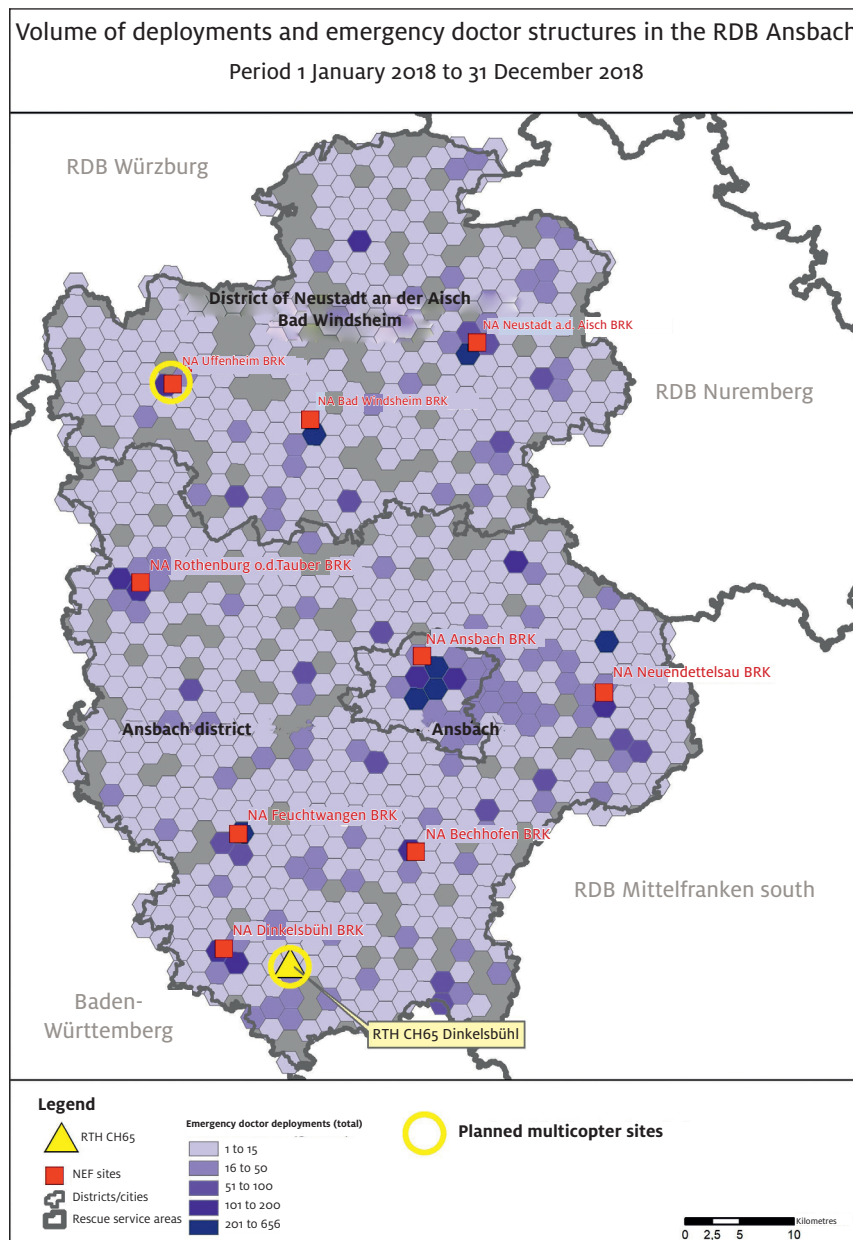 Volume of deployments and emergency doctor structures in the RDB Ansbach
Period 1 January 2018 to 31 December 2018
RDB Würzburg
District of Neustadt an der Aisch
Bad Windsheim
NA Neustadt a.d. Aisch BRK
NA Uffenheim BRK
RDB Nuremberg
NA Bad Windsheim BRK
NA Rothenburg o.d.Tauber BRK
NA Ansbach BRK
NA Neuendettelsau BRK
Ansbach district
Ansbach
NA Feuchtwangen BRK
NA Bechhofen BRK
RDB Mittelfranken south
NA Dinkelsbühl BRK
Baden-
Württemberg
RTH CH65 Dinkelsbühl
Legend
RTH CH65
NEF sites
Districts/cities
Rescue service areas
Emergency doctor deployments (total)
1 to 15
16 to 50
51 to 100
101 to 200
201 to 656
Planned multicopter sites
Kilometres
0 2,5 5 10